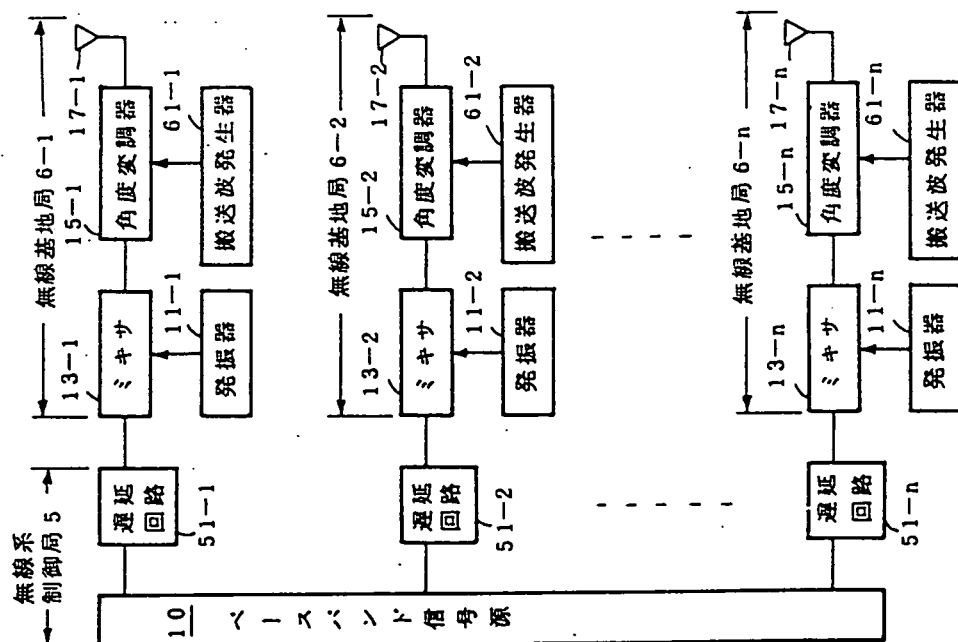 無線系
制御局 5
10 ベースバンド信号源
遅延
回路
51-1
無線基地局 6-1
13-1
ミキサ
11-1
発振器
15-1
角度変調器
17-1
61-1
搬送波発生器
遅延
回路
51-2
無線基地局 6-2
13-2
ミキサ
11-2
発振器
15-2
角度変調器
17-2
61-2
搬送波発生器
遅延
回路
51-n
無線基地局 6-n
13-n
ミキサ
11-n
発振器
15-n
角度変調器
17-n
61-n
搬送波発生器